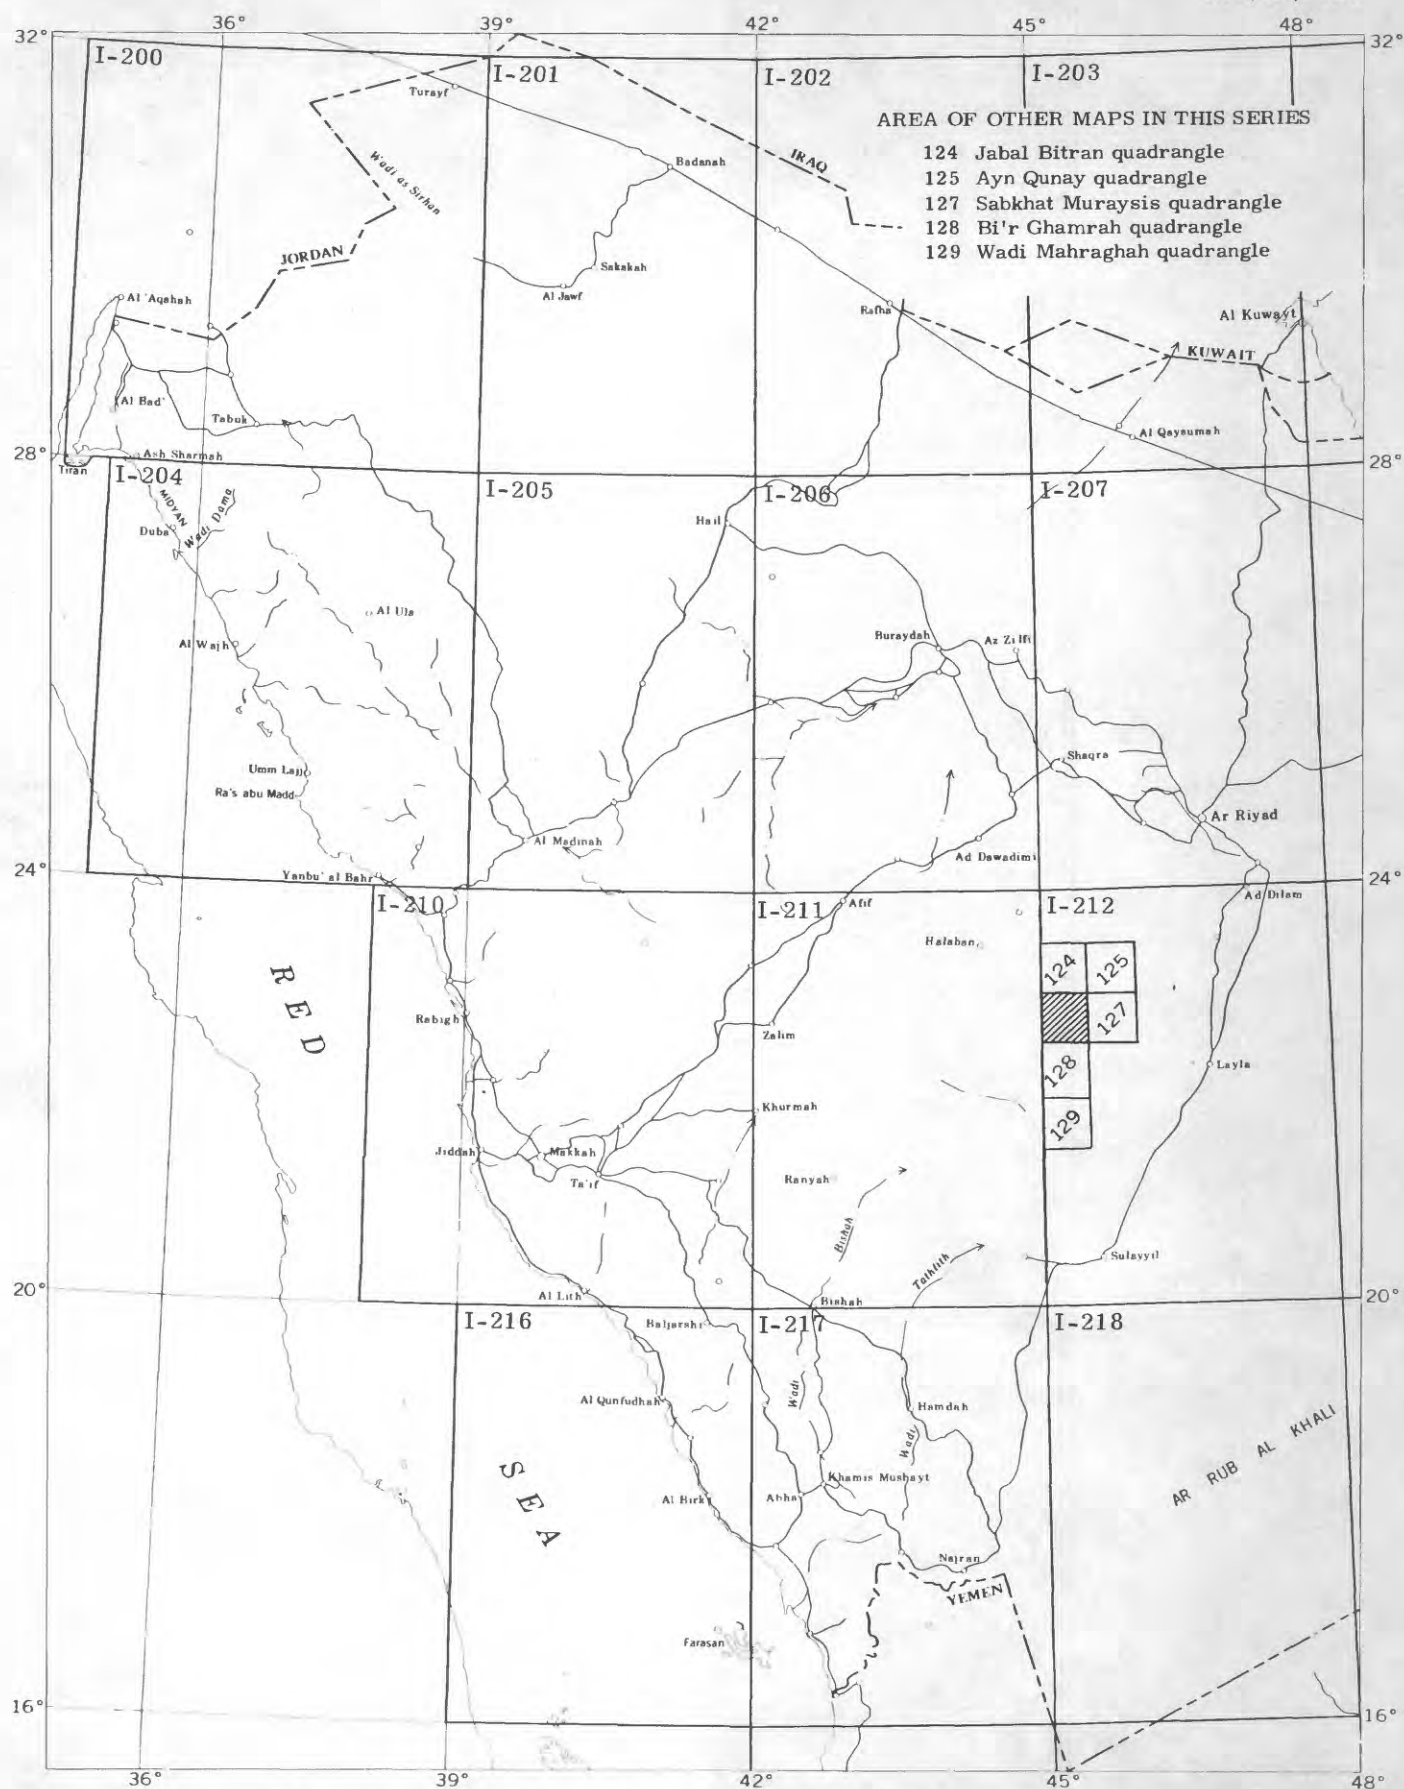 36° 39° 42° 45° 48°
32° 32°
I-200
I-201
I-202
I-203
AREA OF OTHER MAPS IN THIS SERIES
124 Jabal Bitran quadrangle
125 Ayn Qunay quadrangle
127 Sabkhat Muraysis quadrangle
128 Bi'r Ghamrah quadrangle
129 Wadi Mahraghah quadrangle
Turayf
Wadi as Sirhan
Badanah
IRAQ
JORDAN
Sakakah
Al Jawf
Al 'Aqabah
Rafha
Al Kuwayt
KUWAIT
Al Bad'
Tabuk
Al Qaysumah
28° 28°
Tiran
Ash Sharmah
I-204
I-205
I-206
I-207
MIDYAN
Wadi Dama
Duba
Hail
Al Ula
Al Wajh
Buraydah
Az Zilfi
Shaqra
Umm Lajj
Ra's abu Madd
Ar Riyad
Al Madinah
Ad Dawadimi
24° 24°
Yanbu' al Bahr
I-210
I-211
Afif
I-212
Ad Dilam
Halaban
124 125
RED
Rabigh
Zalim
127
128
Layla
Khurmah
129
Jiddah
Makkah
Ta'if
Ranyah
Bishah
Tathlith
Sulayyil
20° 20°
Al Lith
Bishah
I-216
Baljarshi
I-217
I-218
Wadi
Al Qunfudhah
Hamdah
Wadi
AR RUB AL KHALI
SEA
Khamis Mushayt
Al Birk
Abha
Najran
YEMEN
Farasan
16° 16°
36° 39° 42° 45° 48°